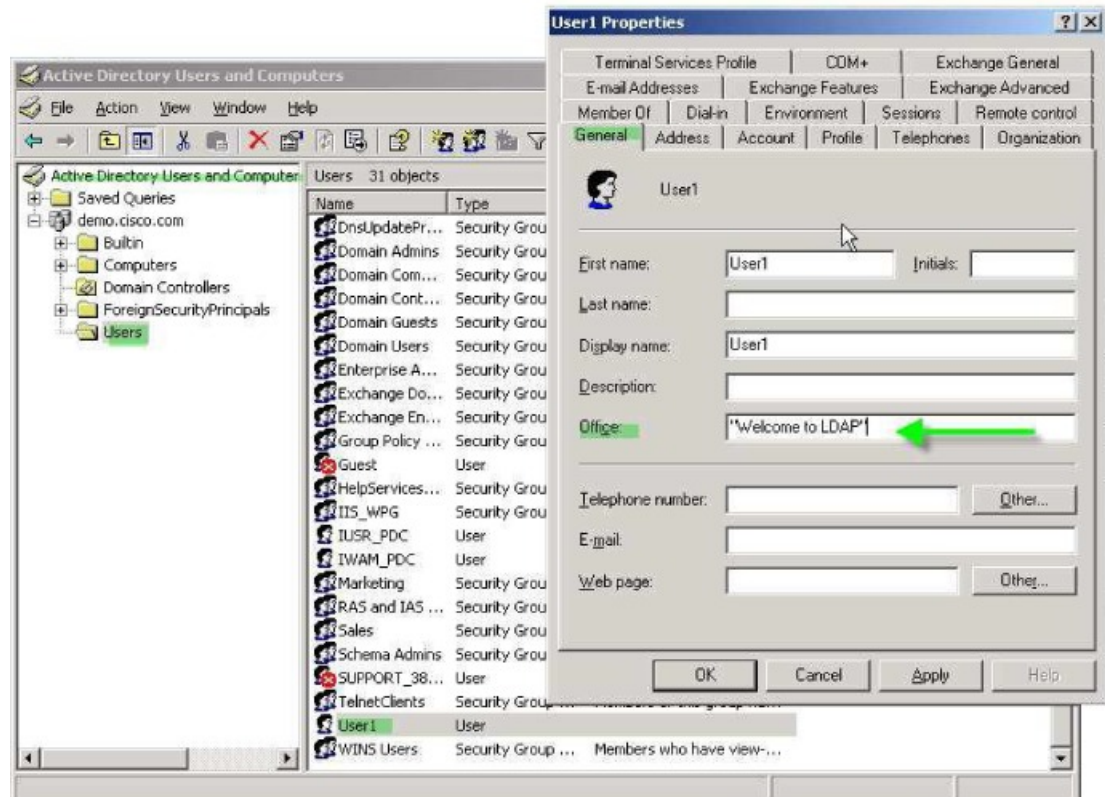 User1 Properties
Terminal Services Profile COM+ Exchange General
E-mail Addresses Exchange Features Exchange Advanced
Member Of Dial-in Environment Sessions Remote control
General Address Account Profile Telephones Organization
User1
First name: User1 Initials:
Last name:
Display name: User1
Description:
Office: "Welcome to LDAP"
Telephone number: Other...
E-mail:
Web page: Other...
OK Cancel Apply Help
Active Directory Users and Computers
File Action View Window Help
Active Directory Users and Computer
Saved Queries
demo.cisco.com
Builtin
Computers
Domain Controllers
ForeignSecurityPrincipals
Users
Users 31 objects
Name Type
DnsUpdatePr... Security Grou
Domain Admins Security Grou
Domain Com... Security Grou
Domain Cont... Security Grou
Domain Guests Security Grou
Domain Users Security Grou
Enterprise A... Security Grou
Exchange Do... Security Grou
Exchange En... Security Grou
Group Policy ... Security Grou
Guest User
HelpServices... Security Grou
IIS_WPG Security Grou
IUSR_PDC User
IWAM_PDC User
Marketing Security Grou
RAS and IAS ... Security Grou
Sales Security Grou
Schema Admins Security Grou
SUPPORT_38... User
TelnetClients Security Group ...
User1 User
WINS Users Security Group ... Members who have view-...